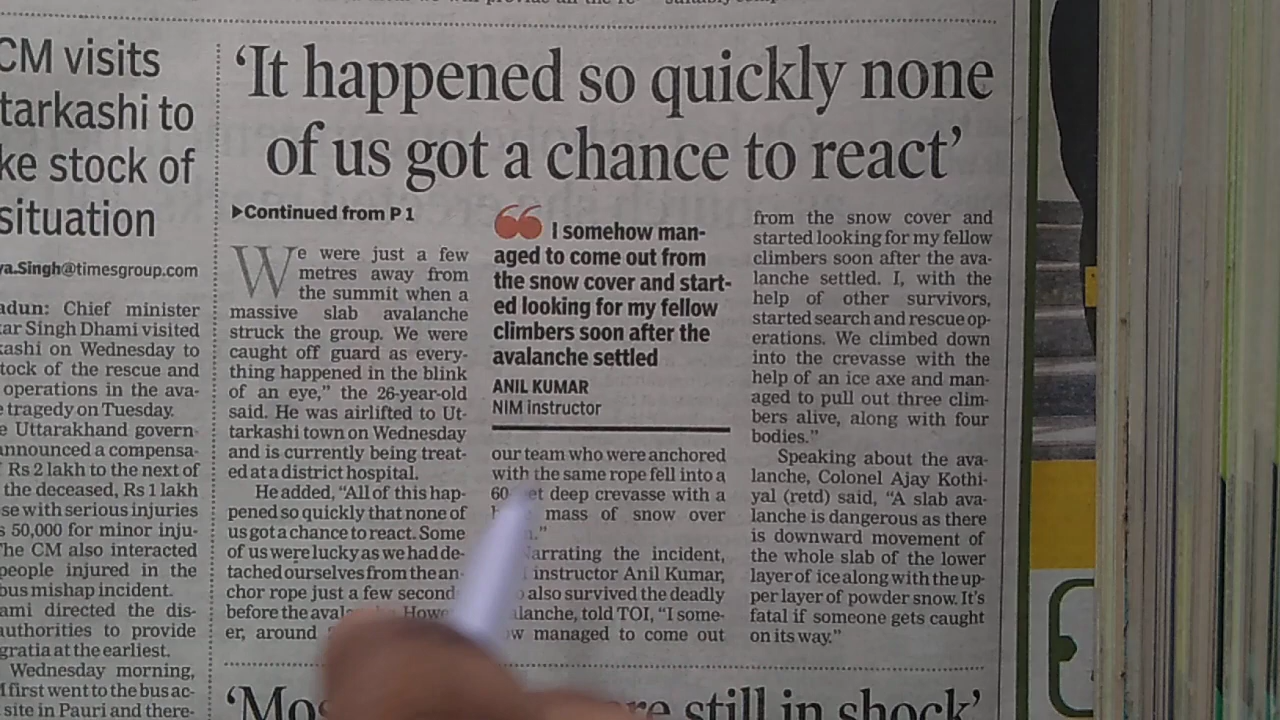 CM visits
tarkashi to
ke stock of
situation
ya.Singh@timesgroup.com
adun: Chief minister
kar Singh Dhami visited
kashi on Wednesday to
tock of the rescue and
operations in the ava-
e tragedy on Tuesday.
e Uttarakhand govern-
announced a compensa-
Rs 2 lakh to the next of
the deceased, Rs 1 lakh
se with serious injuries
s 50,000 for minor inju-
The CM also interacted
people injured in the
bus mishap incident.
ami directed the dis-
authorities to provide
gratia at the earliest.
Wednesday morning,
M first went to the bus ac-
site in Pauri and there-
‘It happened so quickly none
of us got a chance to react’
▶Continued from P 1
We were just a few
metres away from
the summit when a
massive slab avalanche
struck the group. We were
caught off guard as every-
thing happened in the blink
of an eye,” the 26-year-old
said. He was airlifted to Ut-
tarkashi town on Wednesday
and is currently being treat-
ed at a district hospital.
He added, “All of this hap-
pened so quickly that none of
us got a chance to react. Some
of us were lucky as we had de-
tached ourselves from the an-
chor rope just a few second
before the avala Howe
er, around
“I somehow man-
aged to come out from
the snow cover and start-
ed looking for my fellow
climbers soon after the
avalanche settled
ANIL KUMAR
NIM instructor
our team who were anchored
with the same rope fell into a
60 et deep crevasse with a
mass of snow over
.”
Narrating the incident,
instructor Anil Kumar,
also survived the deadly
alanche, told TOI, “I some-
ow managed to come out
from the snow cover and
started looking for my fellow
climbers soon after the ava-
lanche settled. I, with the
help of other survivors,
started search and rescue op-
erations. We climbed down
into the crevasse with the
help of an ice axe and man-
aged to pull out three clim-
bers alive, along with four
bodies.”
Speaking about the ava-
lanche, Colonel Ajay Kothi-
yal (retd) said, “A slab ava-
lanche is dangerous as there
is downward movement of
the whole slab of the lower
layer of ice along with the up-
per layer of powder snow. It's
fatal if someone gets caught
on its way.”
‘Mos re still in shock’